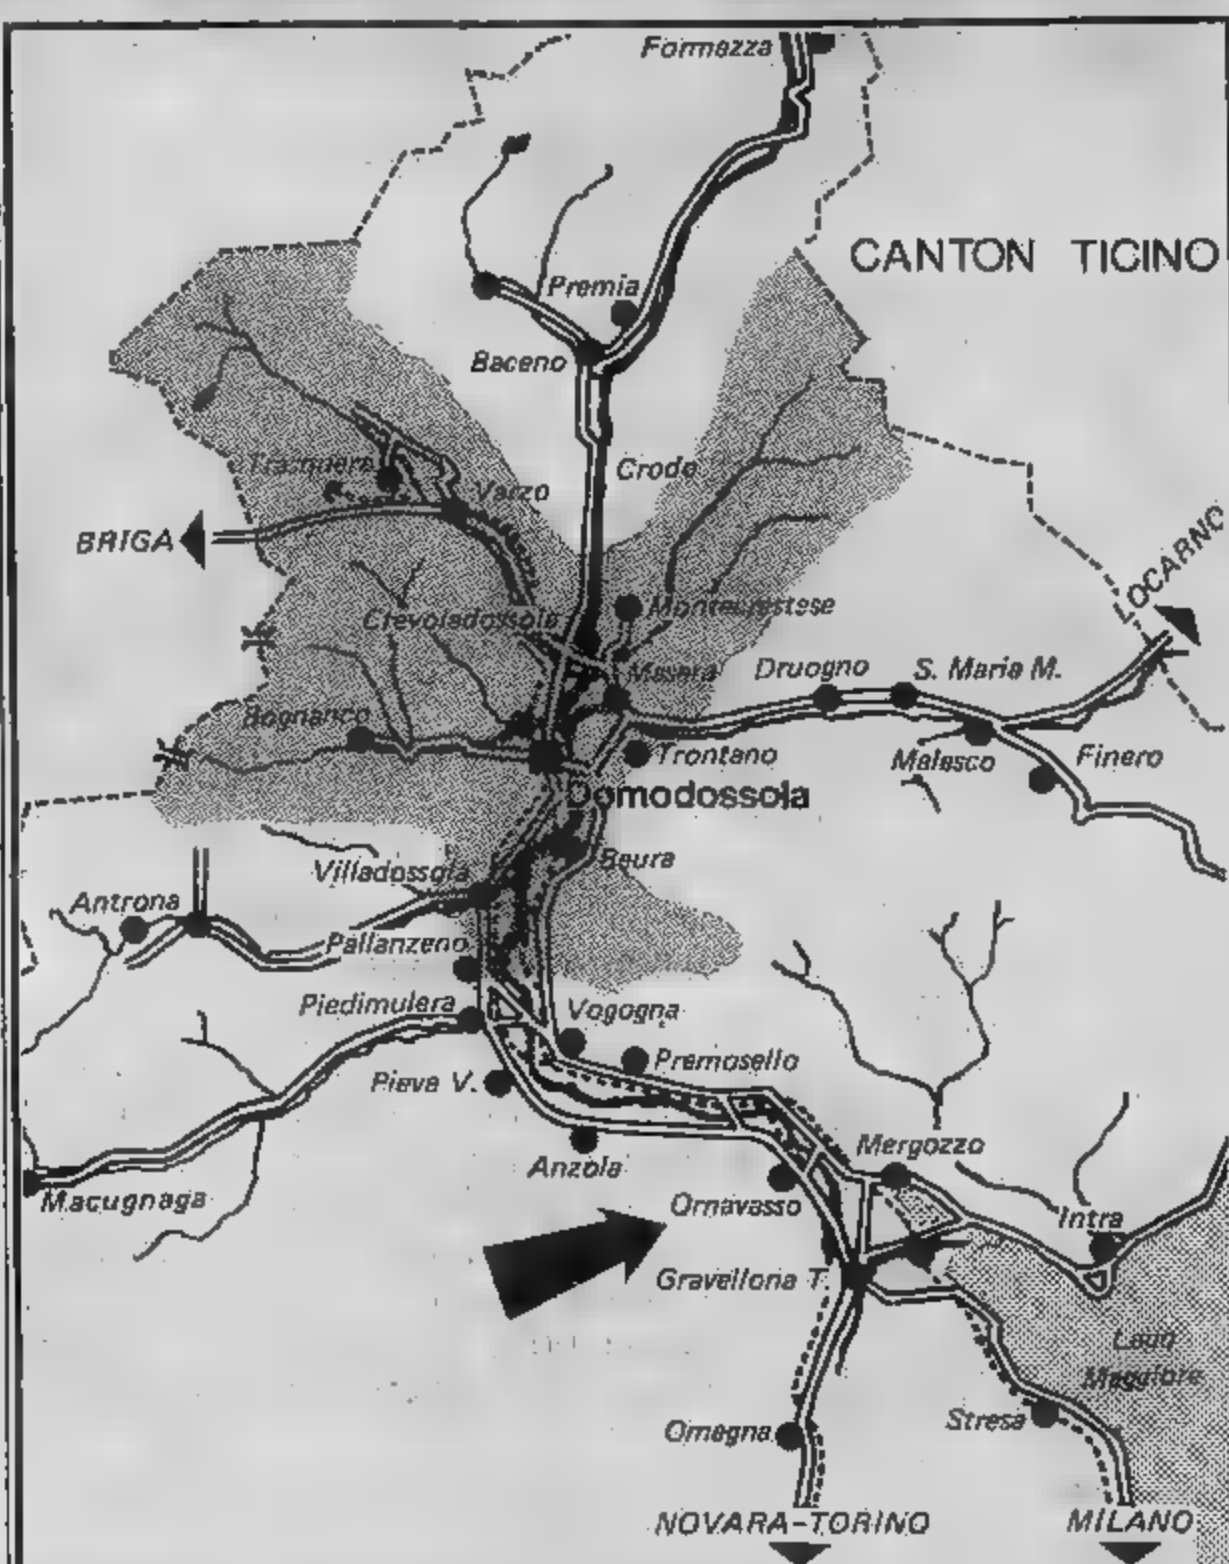 Formazza
CANTON TICINO
Premia
Baceno
Crodo
Trasquera
Varzo
BRIGA
LOCARNO
Montecrestese
Crevoladossola
Masera
Druogno
S. Maria M.
Bognanco
Trontano
Malesco
Finero
Domodossola
Beura
Villadossola
Antrona
Pallanzeno
Piedimulera
Vogogna
Premosello
Pieve V.
Mergozzo
Anzola
Macugnaga
Ornavasso
Intra
Gravellona T.
Lago
Maggiore
Stresa
Omegna
NOVARA-TORINO
MILANO